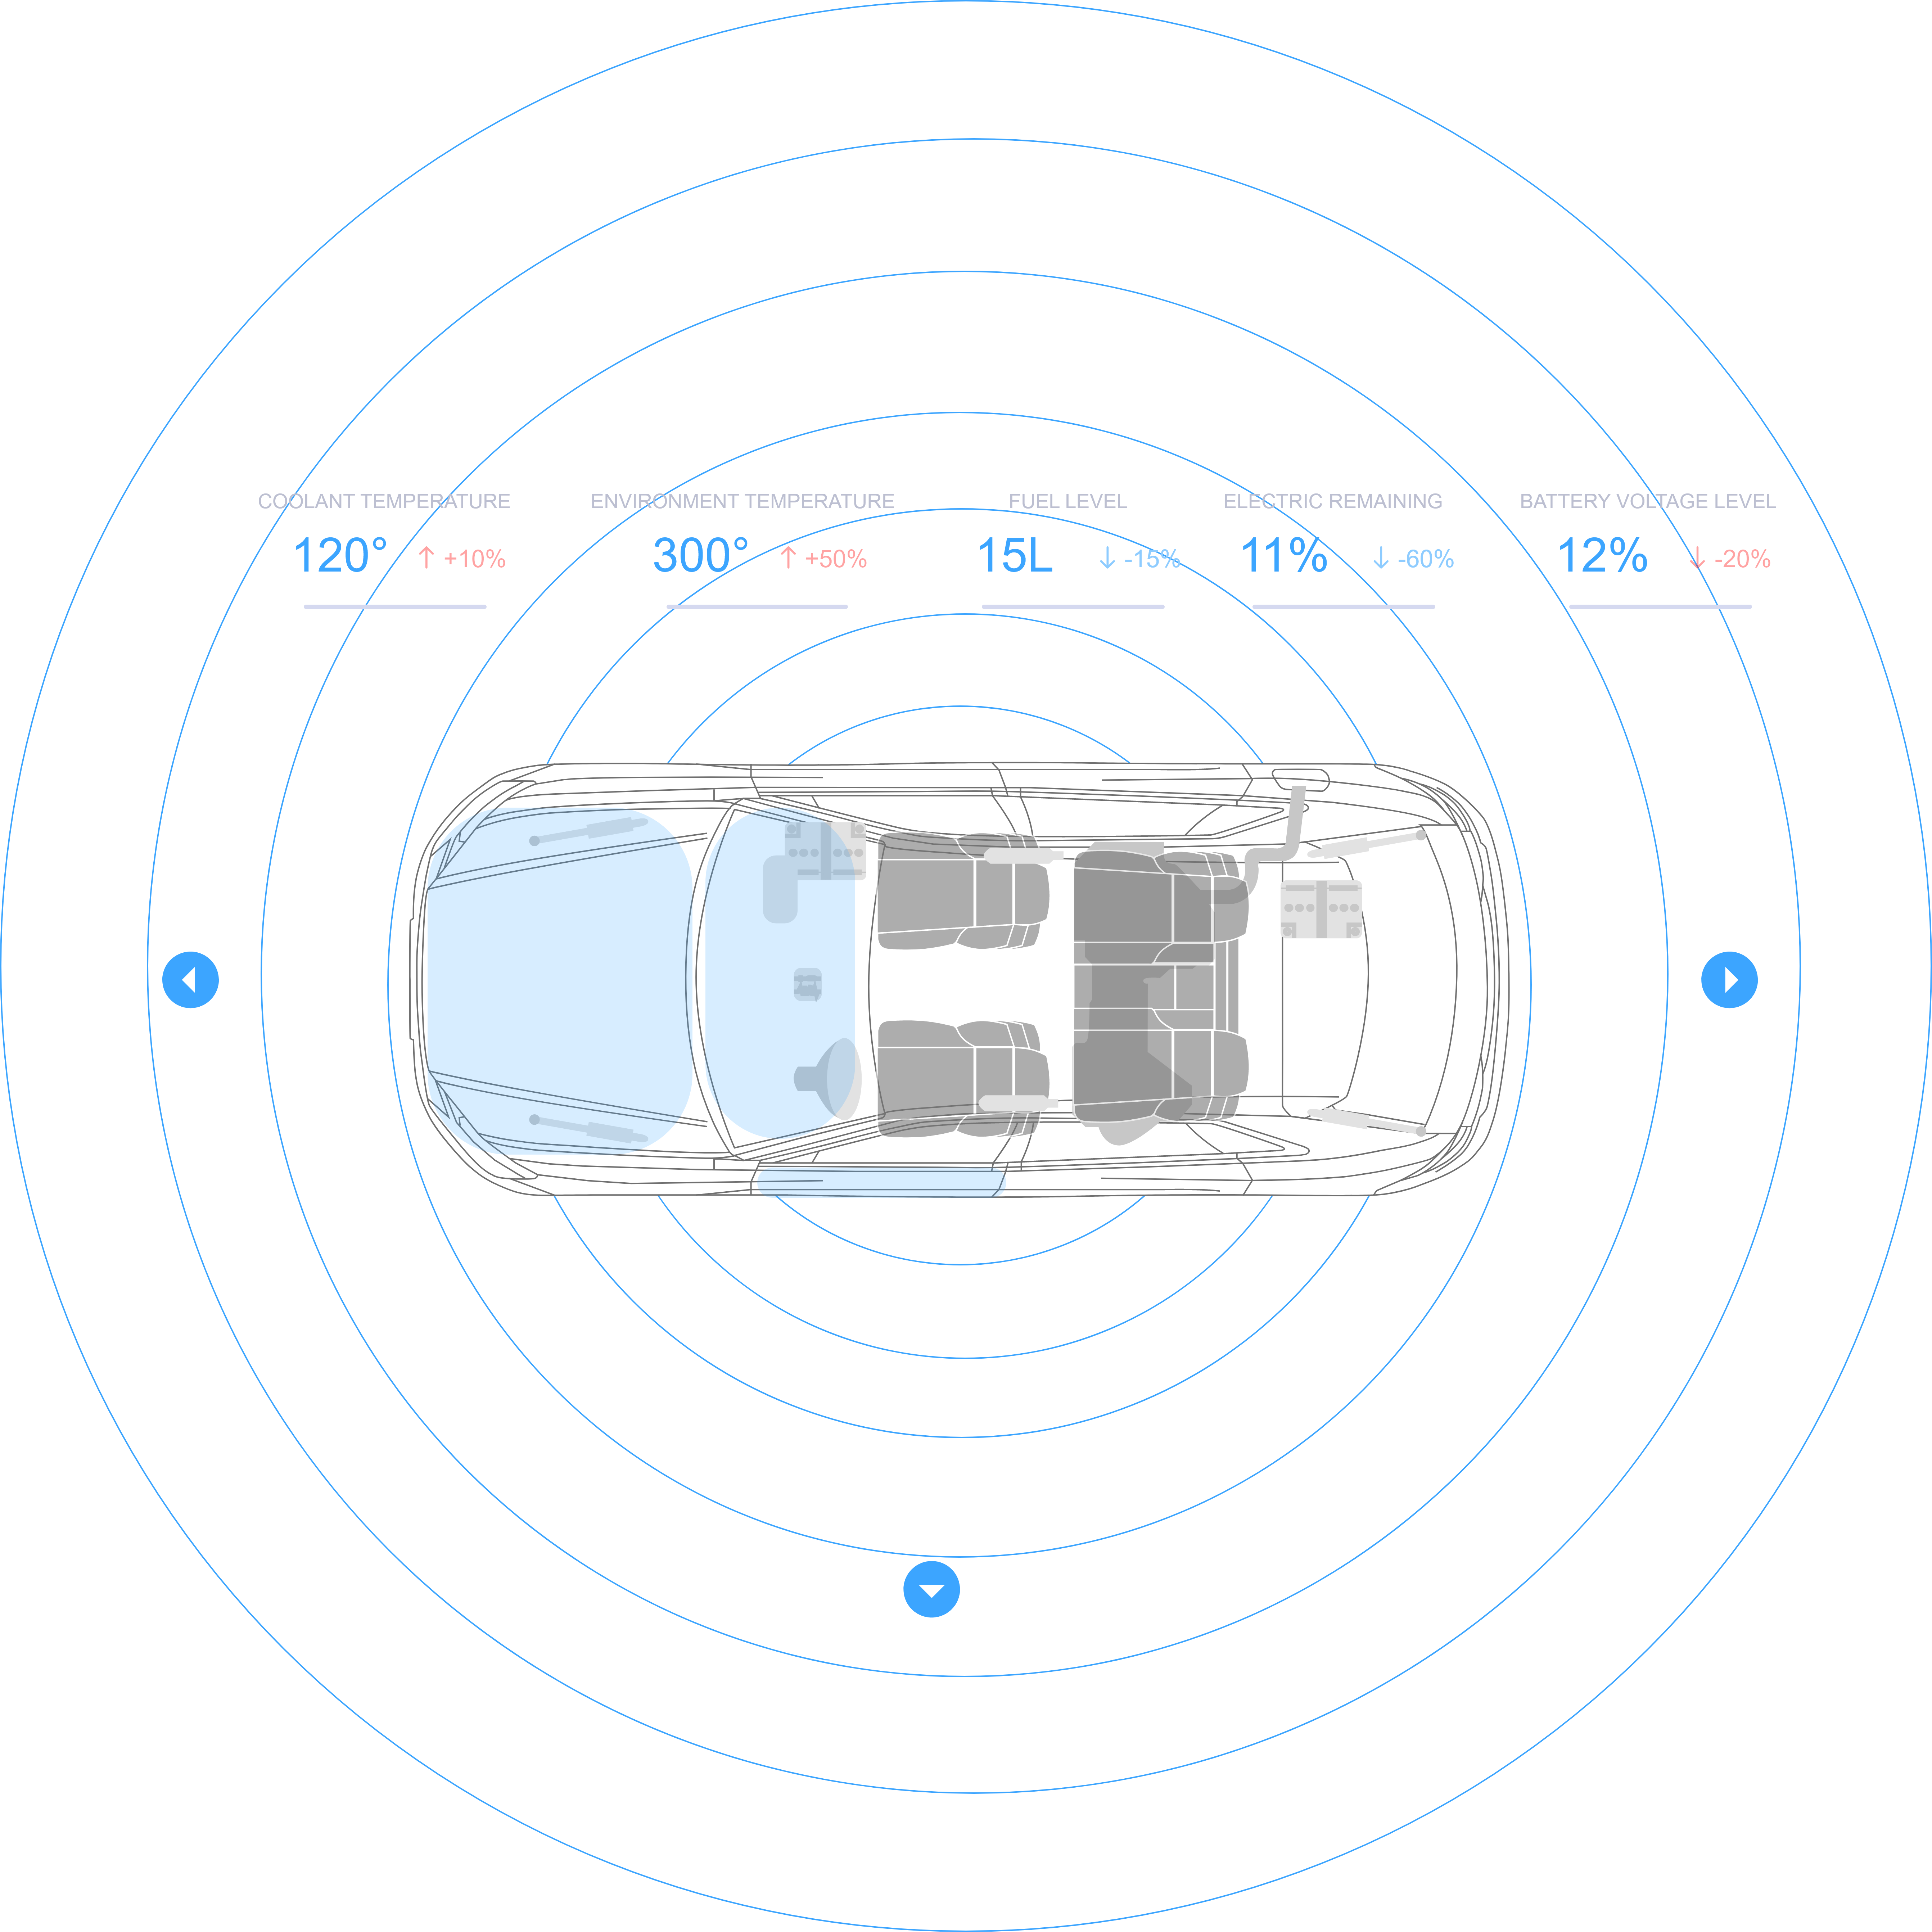 COOLANT TEMPERATURE
120° +10%
ENVIRONMENT TEMPERATURE
300° +50%
FUEL LEVEL
15L -15%
ELECTRIC REMAINING
11% -60%
BATTERY VOLTAGE LEVEL
12% -20%